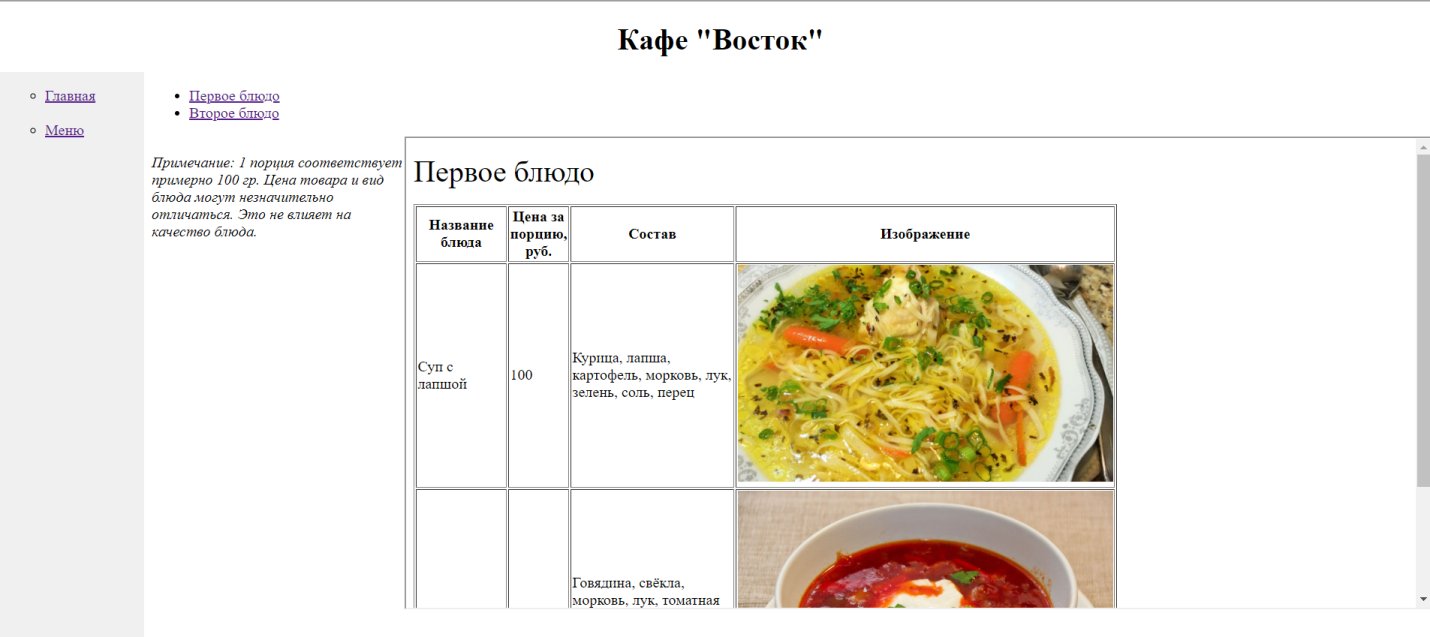 Кафе "Восток"
Главная
Меню
Первое блюдо
Второе блюдо
Примечание: 1 порция соответствует
примерно 100 гр. Цена товара и вид
блюда могут незначительно
отличаться. Это не влияет на
качество блюда.
Первое блюдо
Название
блюда
Цена за
порцию,
руб.
Состав
Изображение
Суп с
лапшой
100
Курица, лапша,
картофель, морковь, лук,
зелень, соль, перец
Говядина, свёкла,
морковь, лук, томатная